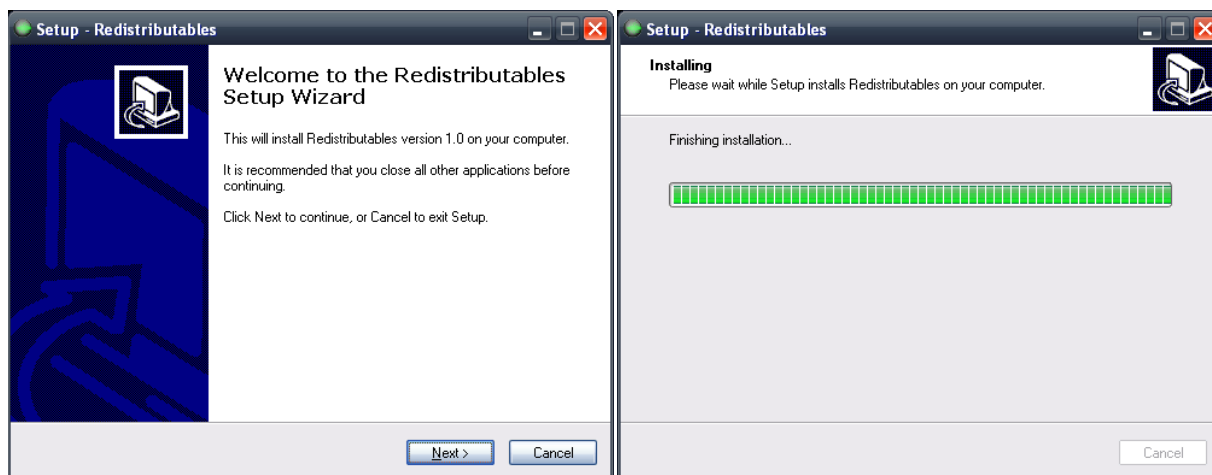 Setup - Redistributables
Welcome to the Redistributables
Setup Wizard
This will install Redistributables version 1.0 on your computer.
It is recommended that you close all other applications before
continuing.
Click Next to continue, or Cancel to exit Setup.
Next >
Cancel
Setup - Redistributables
Installing
Please wait while Setup installs Redistributables on your computer.
Finishing installation...
Cancel